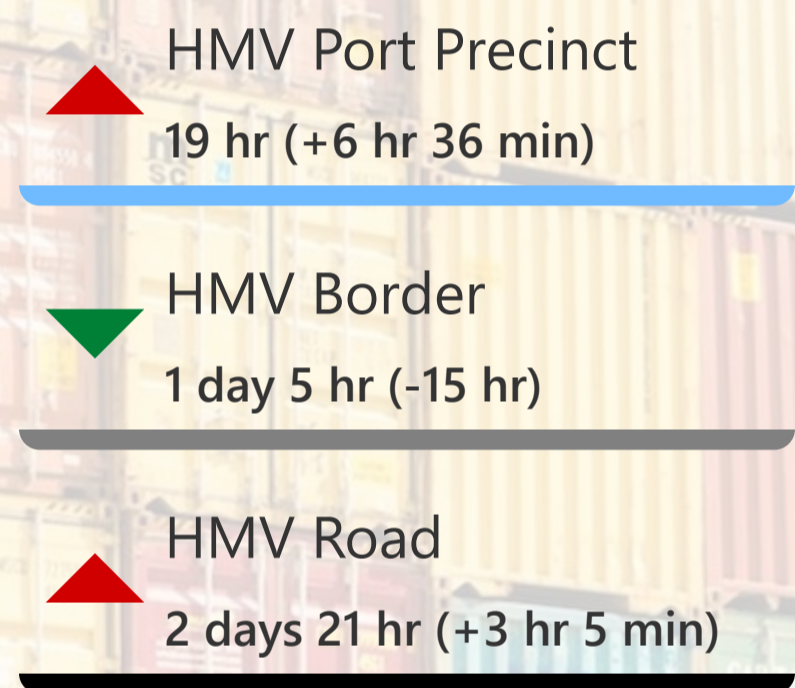 HMV Port Precinct
19 hr (+6 hr 36 min)
HMV Border
1 day 5 hr (-15 hr)
HMV Road
2 days 21 hr (+3 hr 5 min)